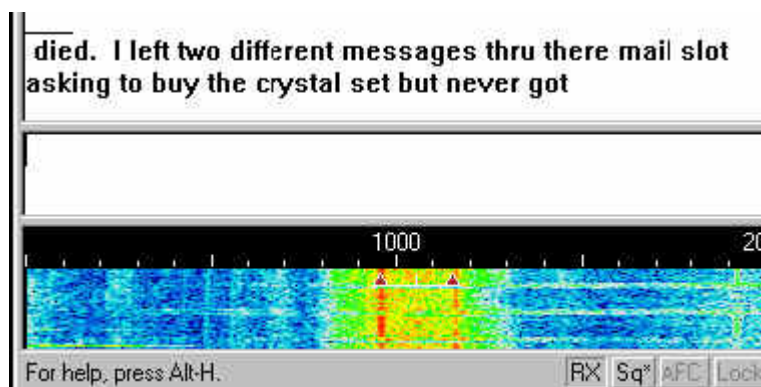 died. I left two different messages thru there mail slot
asking to buy the crystal set but never got
1000
20
For help, press Alt-H.
RX Sq* AFC Lock